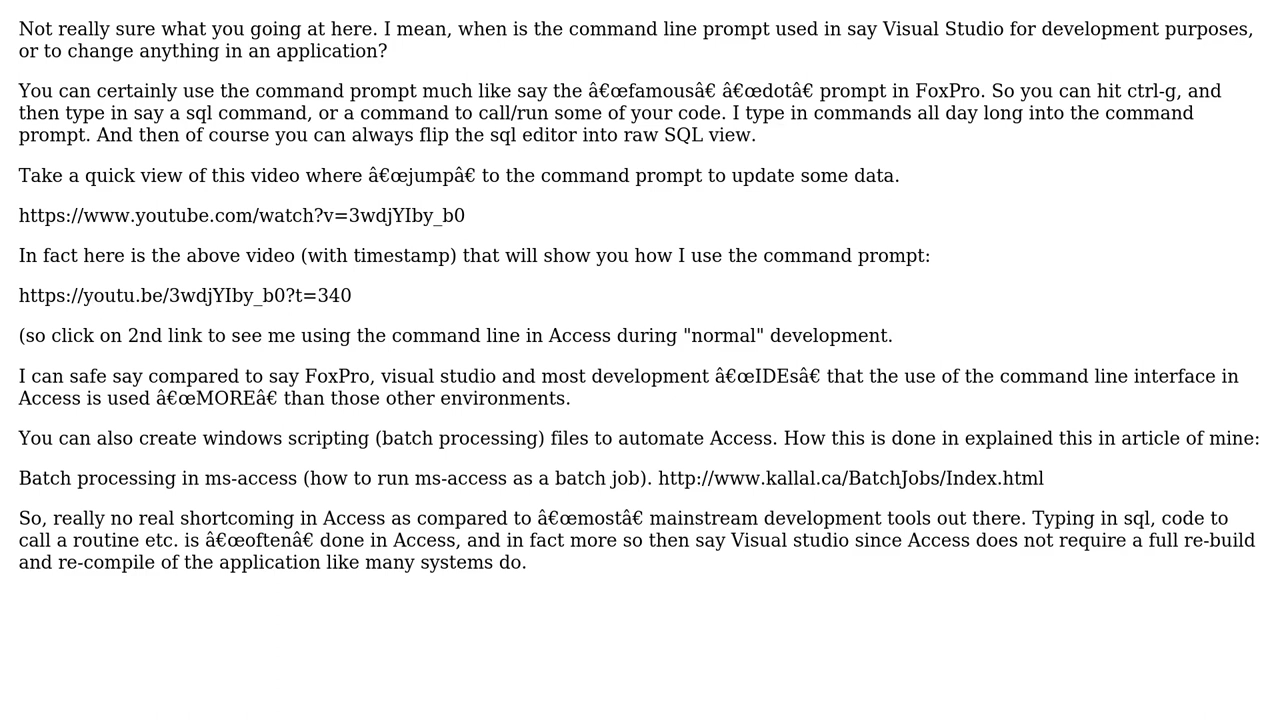 Not really sure what you going at here. I mean, when is the command line prompt used in say Visual Studio for development purposes,
or to change anything in an application?
You can certainly use the command prompt much like say the â€œfamousâ€ â€œdotâ€ prompt in FoxPro. So you can hit ctrl-g, and
then type in say a sql command, or a command to call/run some of your code. I type in commands all day long into the command
prompt. And then of course you can always flip the sql editor into raw SQL view.
Take a quick view of this video where â€œjumpâ€ to the command prompt to update some data.
https://www.youtube.com/watch?v=3wdjYIby_b0
In fact here is the above video (with timestamp) that will show you how I use the command prompt:
https://youtu.be/3wdjYIby_b0?t=340
(so click on 2nd link to see me using the command line in Access during "normal" development.
I can safe say compared to say FoxPro, visual studio and most development â€œIDEsâ€ that the use of the command line interface in
Access is used â€œMOREâ€ than those other environments.
You can also create windows scripting (batch processing) files to automate Access. How this is done in explained this in article of mine:
Batch processing in ms-access (how to run ms-access as a batch job). http://www.kallal.ca/BatchJobs/Index.html
So, really no real shortcoming in Access as compared to â€œmostâ€ mainstream development tools out there. Typing in sql, code to
call a routine etc. is â€œoftenâ€ done in Access, and in fact more so then say Visual studio since Access does not require a full re-build
and re-compile of the application like many systems do.